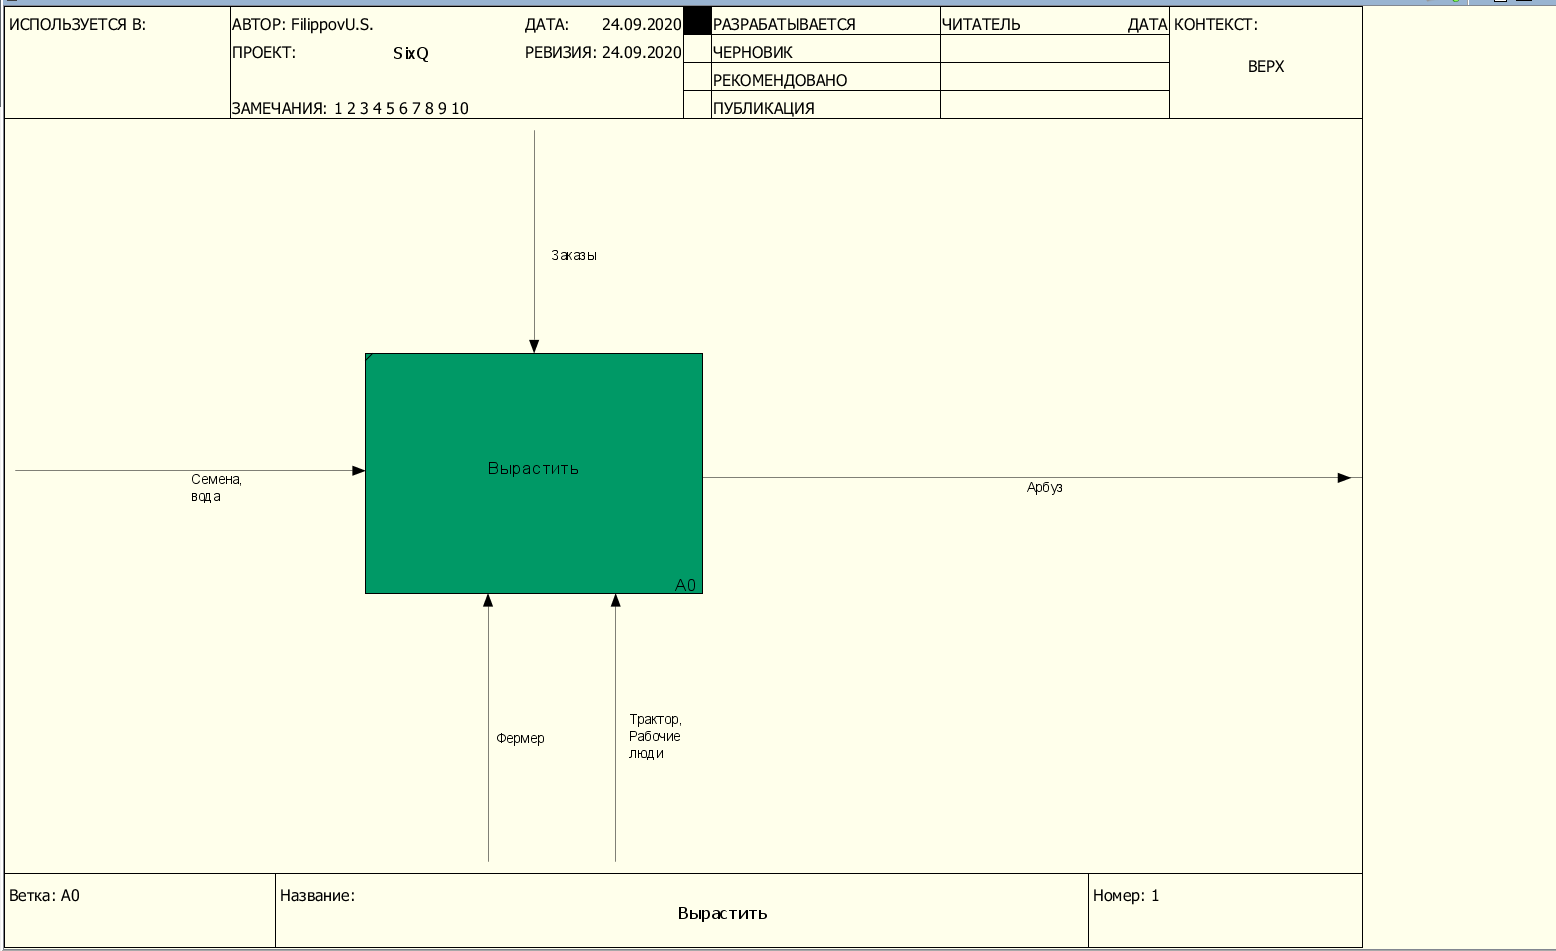 ИСПОЛЬЗУЕТСЯ В:
АВТОР: FilippovU.S.
ДАТА: 24.09.2020
ПРОЕКТ: SixQ
РЕВИЗИЯ: 24.09.2020
ЗАМЕЧАНИЯ: 1 2 3 4 5 6 7 8 9 10
РАЗРАБАТЫВАЕТСЯ
ЧЕРНОВИК
РЕКОМЕНДОВАНО
ПУБЛИКАЦИЯ
ЧИТАТЕЛЬ ДАТА
КОНТЕКСТ:
ВЕРХ
Заказы
Семена,
вода
Вырастить
A0
Арбуз
Фермер
Трактор,
Рабочие
люди
Ветка: A0
Название:
Вырастить
Номер: 1